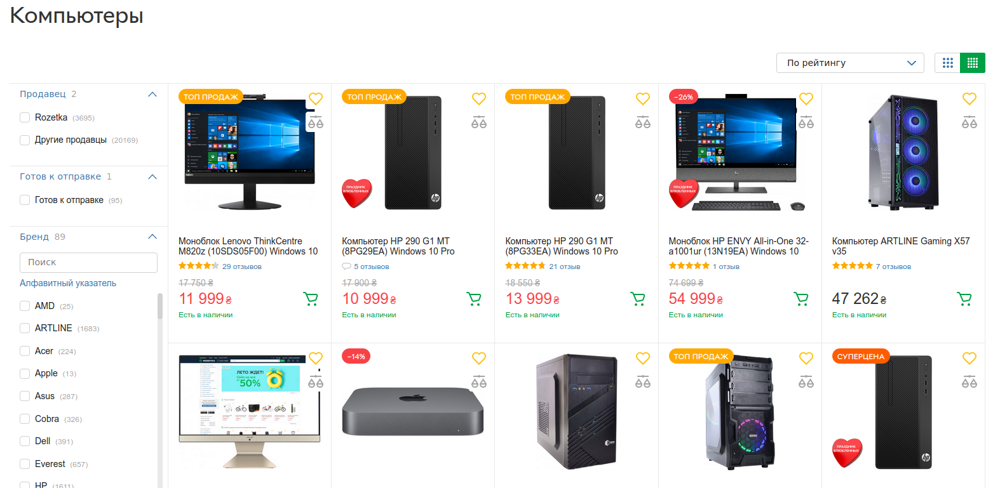 Компьютеры
По рейтингу
Продавец 2
Rozetka (3695)
Другие продавцы (20169)
Готов к отправке 1
Готов к отправке (95)
Бренд 89
Поиск
Алфавитный указатель
AMD (25)
ARTLINE (1683)
Acer (224)
Apple (13)
Asus (287)
Cobra (326)
Dell (391)
Everest (657)
HP (1611)
ТОП ПРОДАЖ
Моноблок Lenovo ThinkCentre
M820z (10SDS05F00) Windows 10
29 отзывов
17 750 ₴
11 999 ₴
Есть в наличии
ТОП ПРОДАЖ
ПРАЗДНИК
ВЛЮБЛЕННЫХ
hp
Компьютер HP 290 G1 MT
(8PG29EA) Windows 10 Pro
5 отзывов
17 900 ₴
10 999 ₴
Есть в наличии
ТОП ПРОДАЖ
hp
Компьютер HP 290 G1 MT
(8PG33EA) Windows 10 Pro
21 отзыв
18 550 ₴
13 999 ₴
Есть в наличии
−26%
ПРАЗДНИК
ВЛЮБЛЕННЫХ
Моноблок HP ENVY All-in-One 32-
a1001ur (13N19EA) Windows 10
1 отзыв
74 699 ₴
54 999 ₴
Есть в наличии
Компьютер ARTLINE Gaming X57
v35
7 отзывов
47 262 ₴
Есть в наличии
ROZETKA
ЛЕТО ЖДЕТ!
50%
−14%
ТОП ПРОДАЖ
СУПЕРЦЕНА
ПРАЗДНИК
ВЛЮБЛЕННЫХ
hp